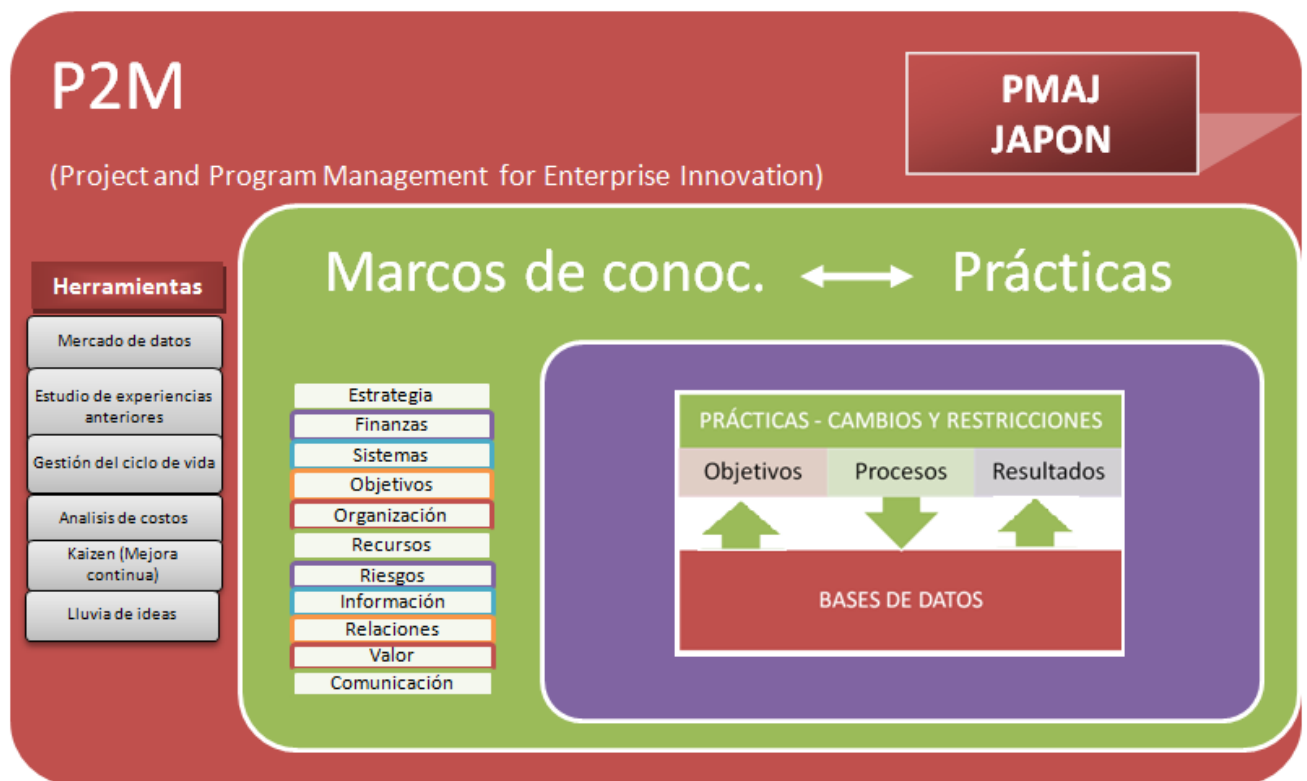 P2M
PMAJ
JAPON
(Project and Program Management for Enterprise Innovation)
Marcos de conoc.
Prácticas
Herramientas
Mercado de datos
Estudio de experiencias
anteriores
Gestión del ciclo de vida
Analisis de costos
Kaizen (Mejora
continua)
Lluvia de ideas
Estrategia
Finanzas
Sistemas
Objetivos
Organización
Recursos
Riesgos
Información
Relaciones
Valor
Comunicación
PRÁCTICAS - CAMBIOS Y RESTRICCIONES
Objetivos
Procesos
Resultados
BASES DE DATOS